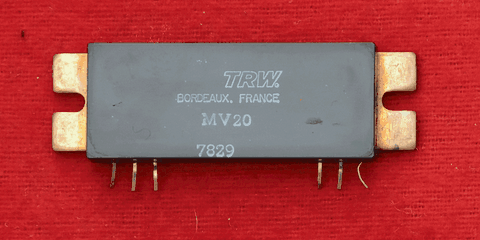 TRW.
BORDEAUX, FRANCE
MV20
7829